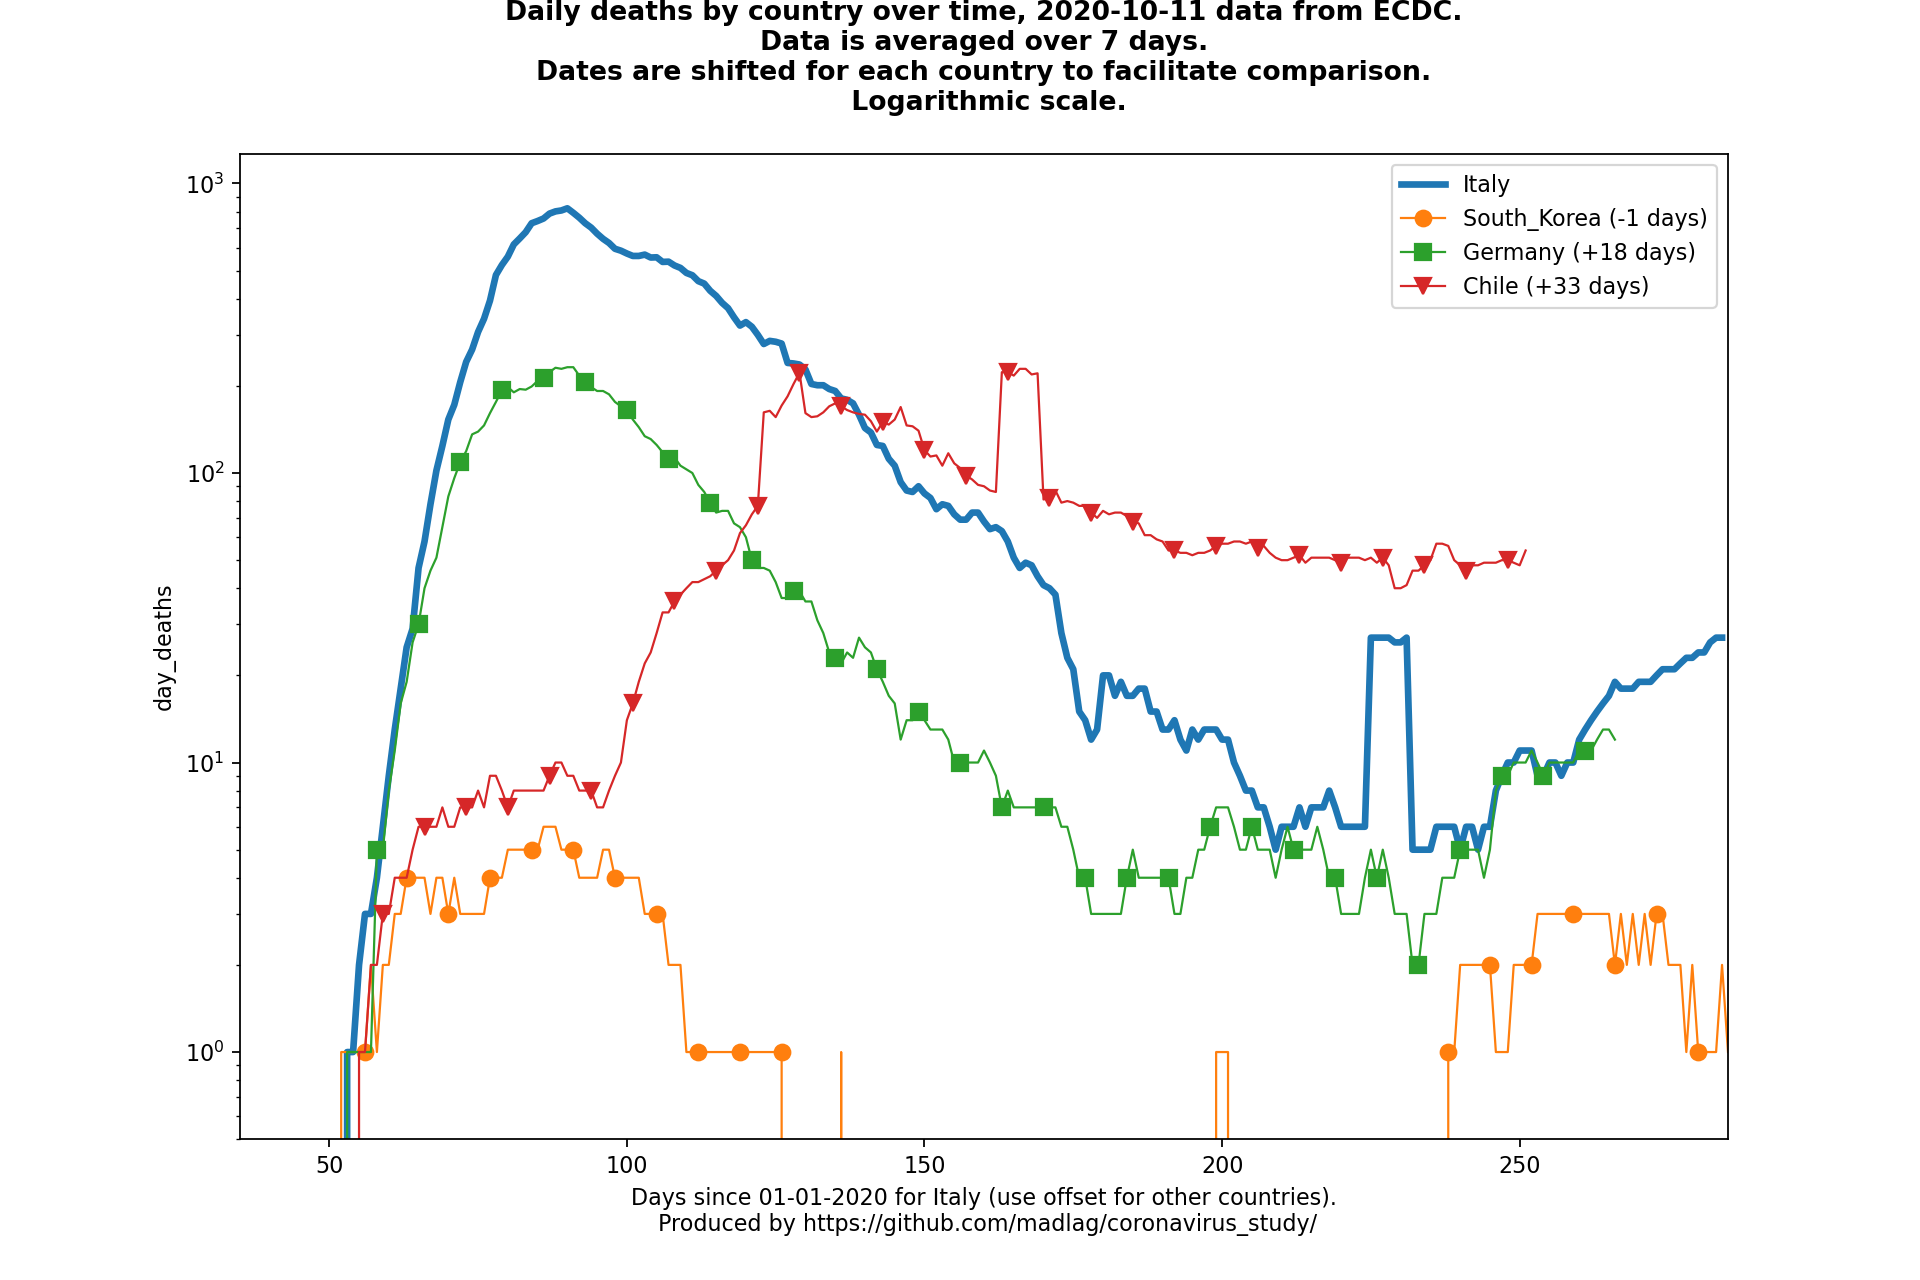 Daily deaths by country over time, 2020-10-11 data from ECDC.
Data is averaged over 7 days.
Dates are shifted for each country to facilitate comparison.
Logarithmic scale.
10³
Italy
South_Korea (-1 days)
Germany (+18 days)
Chile (+33 days)
10²
day_deaths
10¹
10⁰
50 100 150 200 250
Days since 01-01-2020 for Italy (use offset for other countries).
Produced by https://github.com/madlag/coronavirus_study/